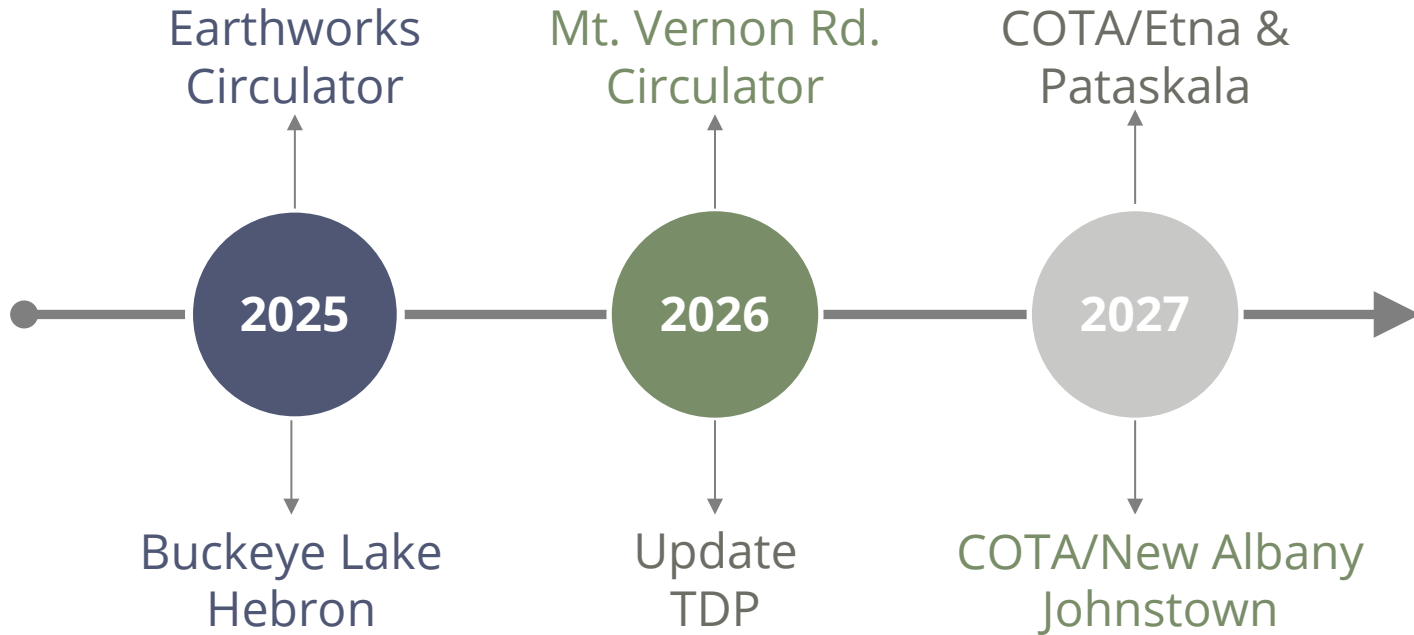 Earthworks
Circulator
Mt. Vernon Rd.
Circulator
COTA/Etna &
Pataskala
2025
2026
2027
Buckeye Lake
Hebron
Update
TDP
COTA/New Albany
Johnstown